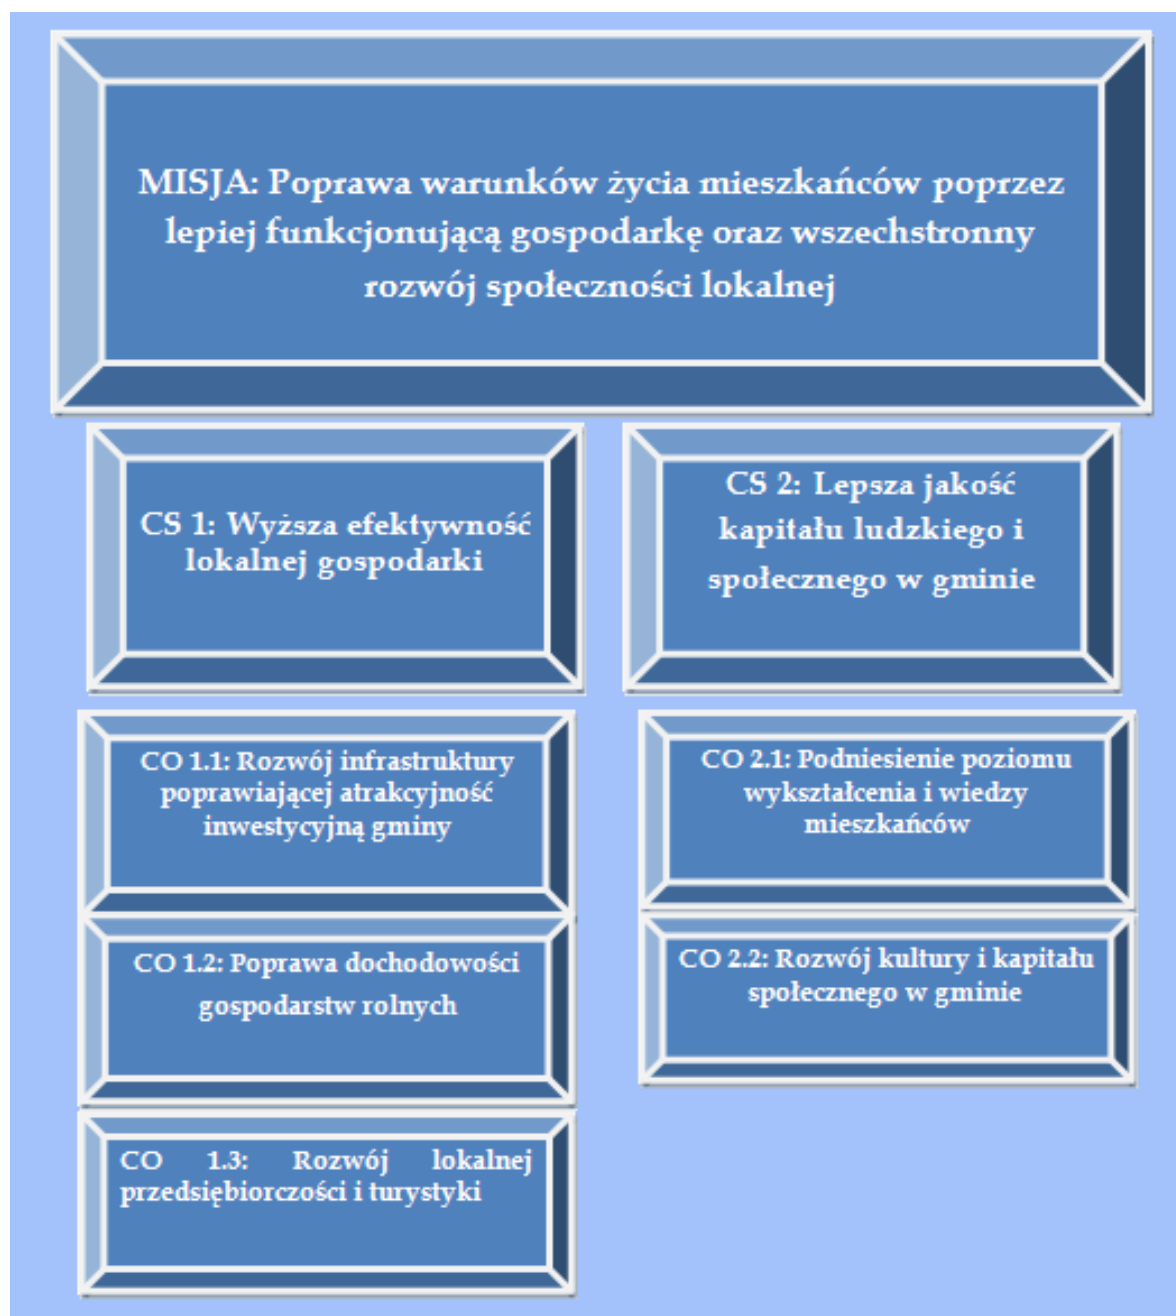 MISJA: Poprawa warunków życia mieszkańców poprzez
lepiej funkcjonującą gospodarkę oraz wszechstronny
rozwój społeczności lokalnej
CS 1: Wyższa efektywność
lokalnej gospodarki
CS 2: Lepsza jakość
kapitału ludzkiego i
społecznego w gminie
CO 1.1: Rozwój infrastruktury
poprawiającej atrakcyjność
inwestycyjną gminy
CO 2.1: Podniesienie poziomu
wykształcenia i wiedzy
mieszkańców
CO 1.2: Poprawa dochodowości
gospodarstw rolnych
CO 2.2: Rozwój kultury i kapitału
społecznego w gminie
CO 1.3: Rozwój lokalnej
przedsiębiorczości i turystyki